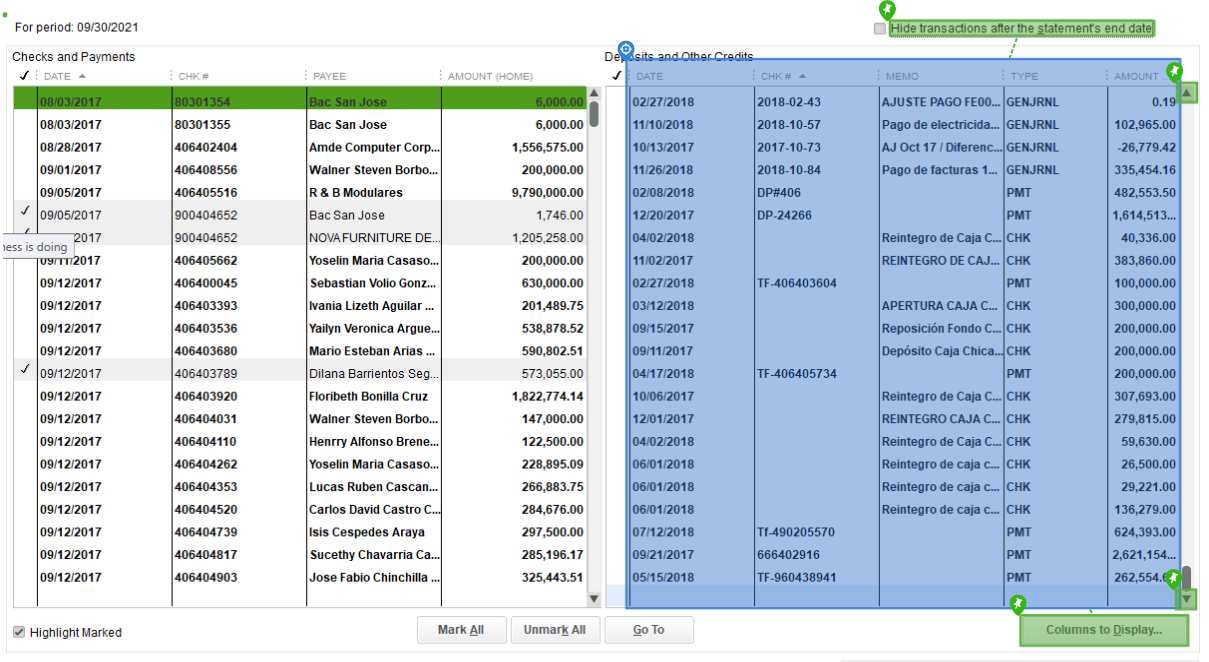 For period: 09/30/2021
Hide transactions after the statement's end date
Checks and Payments
Deposits and Other Credits
✓ DATE CHK # PAYEE AMOUNT (HOME)
08/03/2017 80301354 Bac San Jose 6,000.00
08/03/2017 80301355 Bac San Jose 6,000.00
08/28/2017 406402404 Amde Computer Corp... 1,556,575.00
09/01/2017 406408556 Walner Steven Borbo... 200,000.00
09/05/2017 406405516 R & B Modulares 9,790,000.00
✓ 09/05/2017 900404652 Bac San Jose 1,746.00
2017 900404652 NOVA FURNITURE DE... 1,205,258.00
ness is doing
09/11/2017 406405662 Yoselin Maria Casaso... 200,000.00
09/12/2017 406400045 Sebastian Volio Gonz... 630,000.00
09/12/2017 406403393 Ivania Lizeth Aguilar ... 201,489.75
09/12/2017 406403536 Yailyn Veronica Argue... 538,878.52
09/12/2017 406403680 Mario Esteban Arias ... 590,802.51
✓ 09/12/2017 406403789 Dilana Barrientos Seg... 573,055.00
09/12/2017 406403920 Floribeth Bonilla Cruz 1,822,774.14
09/12/2017 406404031 Walner Steven Borbo... 147,000.00
09/12/2017 406404110 Henrry Alfonso Brene... 122,500.00
09/12/2017 406404262 Yoselin Maria Casaso... 228,895.09
09/12/2017 406404353 Lucas Ruben Cascan... 266,883.75
09/12/2017 406404520 Carlos David Castro C... 284,676.00
09/12/2017 406404739 Isis Cespedes Araya 297,500.00
09/12/2017 406404817 Sucethy Chavarria Ca... 285,196.17
09/12/2017 406404903 Jose Fabio Chinchilla ... 325,443.51
✓ DATE CHK # MEMO TYPE AMOUNT
02/27/2018 2018-02-43 AJUSTE PAGO FE00... GENJRNL 0.19
11/10/2018 2018-10-57 Pago de electricida... GENJRNL 102,965.00
10/13/2017 2017-10-73 AJ Oct 17 / Diferenc... GENJRNL -26,779.42
11/26/2018 2018-10-84 Pago de facturas 1... GENJRNL 335,454.16
02/08/2018 DP#406 PMT 482,553.50
12/20/2017 DP-24266 PMT 1,614,513...
04/02/2018 Reintegro de Caja C... CHK 40,336.00
11/02/2017 REINTEGRO DE CAJ... CHK 383,860.00
02/27/2018 TF-406403604 PMT 100,000.00
03/12/2018 APERTURA CAJA C... CHK 300,000.00
09/15/2017 Reposición Fondo C... CHK 200,000.00
09/11/2017 Depósito Caja Chica... CHK 200,000.00
04/17/2018 TF-406405734 PMT 200,000.00
10/06/2017 Reintegro de Caja C... CHK 307,693.00
12/01/2017 REINTEGRO CAJA C... CHK 279,815.00
04/02/2018 Reintegro de Caja C... CHK 59,630.00
06/01/2018 Reintegro de caja c... CHK 26,500.00
06/01/2018 Reintegro de caja c... CHK 29,221.00
06/01/2018 Reintegro de caja c... CHK 136,279.00
07/12/2018 Tf-490205570 PMT 624,393.00
09/21/2017 666402916 PMT 2,621,154...
05/15/2018 TF-960438941 PMT
✓ Highlight Marked
Mark All
Unmark All
Go To
Columns to Display...